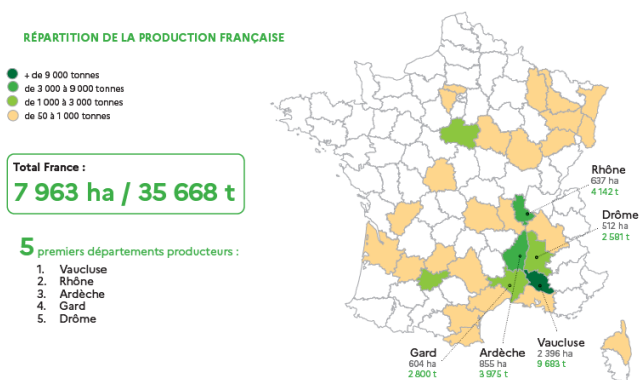 RÉPARTITION DE LA PRODUCTION FRANÇAISE
+ de 9 000 tonnes
de 3 000 à 9 000 tonnes
de 1 000 à 3 000 tonnes
de 50 à 1 000 tonnes
Total France :
7 963 ha / 35 668 t
5 premiers départements producteurs :
1. Vaucluse
2. Rhône
3. Ardèche
4. Gard
5. Drôme
Rhône
637 ha
4 142 t
Drôme
512 ha
2 581 t
Vaucluse
2 396 ha
9 683 t
Ardèche
855 ha
3 975 t
Gard
604 ha
2 800 t